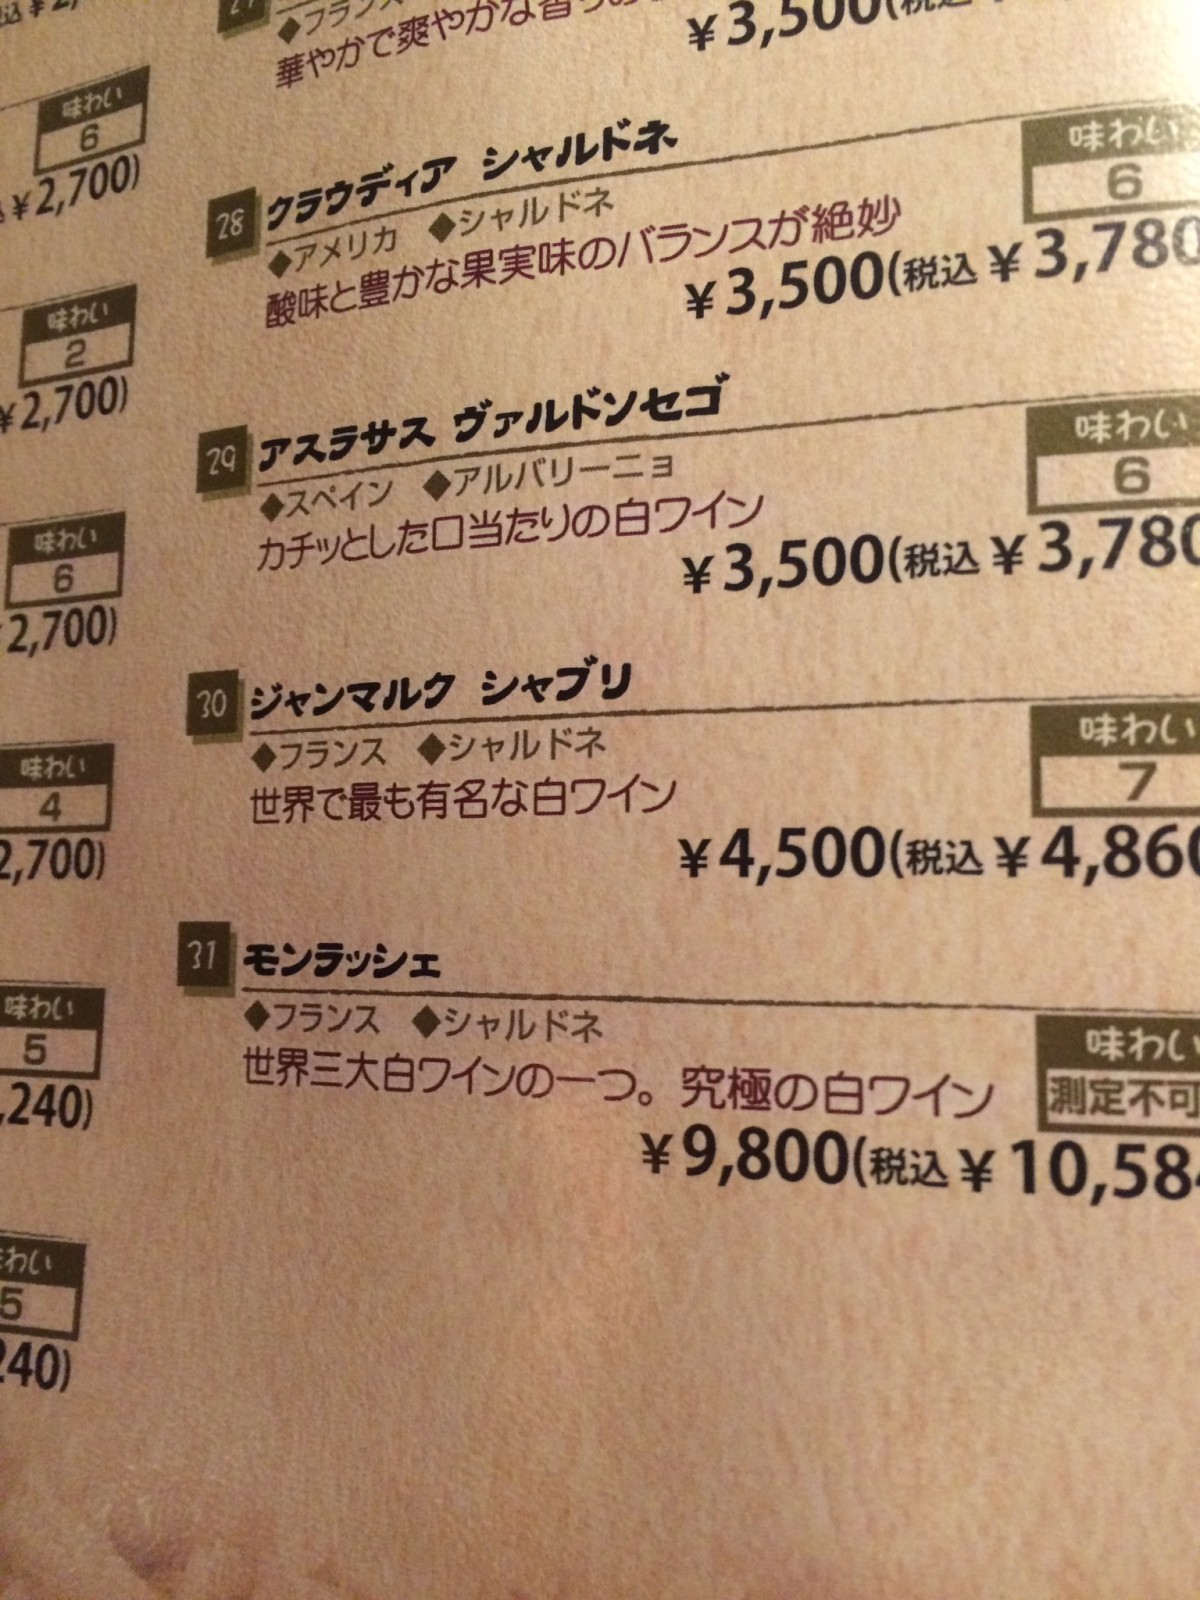 味わい
6
¥2,700)
味わい
2
¥2,700)
味わい
6
2,700)
味わい
4
2,700)
味わい
5
,240)
味わい
5
240)
◆フランス
華やかで爽やかな香り
¥3,500(税込
28 クラウディア シャルドネ
◆アメリカ ◆シャルドネ
酸味と豊かな果実味のバランスが絶妙
味わい
6
¥3,500(税込¥3,780
29 アスラサス ヴァルドンセゴ
◆スペイン ◆アルバリーニョ
カチッとした口当たりの白ワイン
味わい
6
¥3,500(税込¥3,780
30 ジャンマルク シャブリ
◆フランス ◆シャルドネ
世界で最も有名な白ワイン
味わい
7
¥4,500(税込¥4,860
31 モンラッシェ
◆フランス ◆シャルドネ
世界三大白ワインの一つ。究極の白ワイン
味わい
測定不可
¥9,800(税込¥10,584